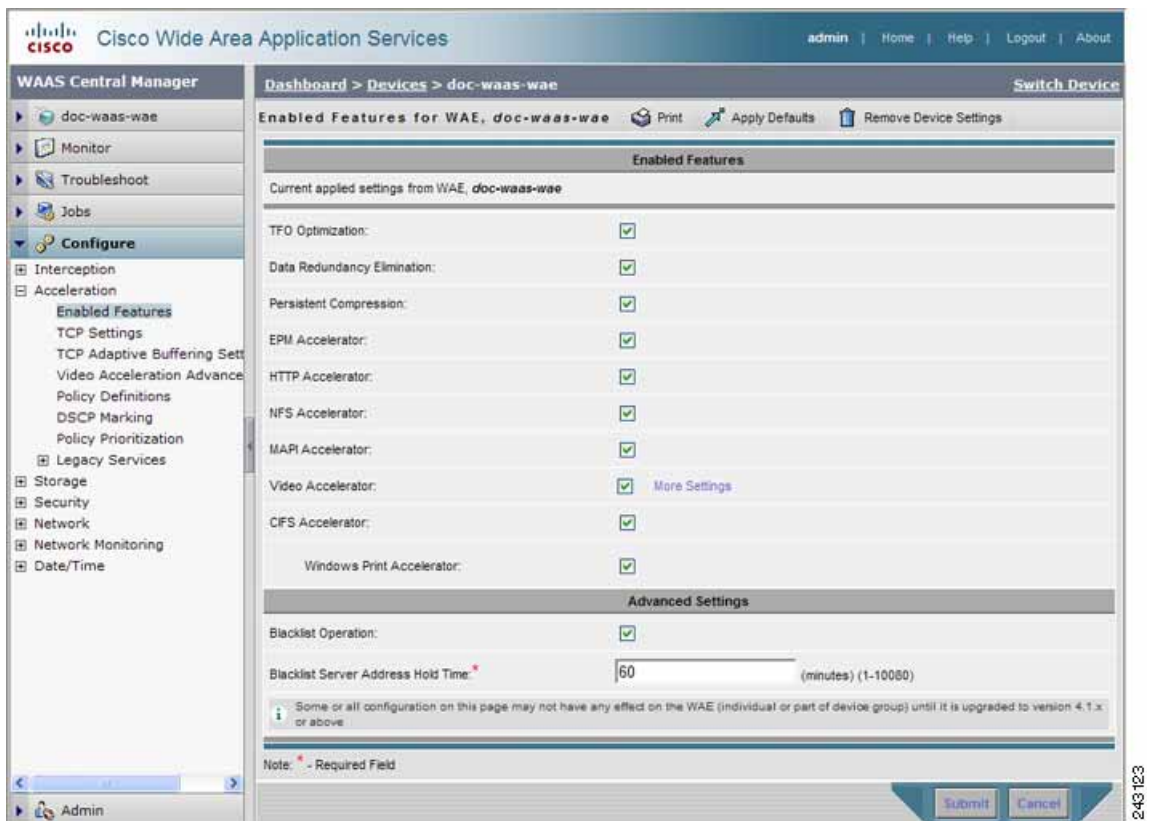 CISCO
Cisco Wide Area Application Services
admin | Home | Help | Logout | About
WAAS Central Manager
Dashboard > Devices > doc-waas-wae
Switch Device
doc-waas-wae
Monitor
Troubleshoot
Jobs
Configure
Interception
Acceleration
Enabled Features
TCP Settings
TCP Adaptive Buffering Sett
Video Acceleration Advance
Policy Definitions
DSCP Marking
Policy Prioritization
Legacy Services
Storage
Security
Network
Network Monitoring
Date/Time
Admin
Enabled Features for WAE, doc-waas-wae
Print
Apply Defaults
Remove Device Settings
Enabled Features
Current applied settings from WAE, doc-waas-wae
TFO Optimization:
Data Redundancy Elimination:
Persistent Compression:
EPM Accelerator:
HTTP Accelerator:
NFS Accelerator:
MAPI Accelerator:
Video Accelerator: More Settings
CIFS Accelerator:
Windows Print Accelerator:
Advanced Settings
Blacklist Operation:
Blacklist Server Address Hold Time:* 60 (minutes) (1-10080)
i Some or all configuration on this page may not have any effect on the WAE (individual or part of device group) until it is upgraded to version 4.1.x
or above
Note: * - Required Field
Submit
Cancel
243123